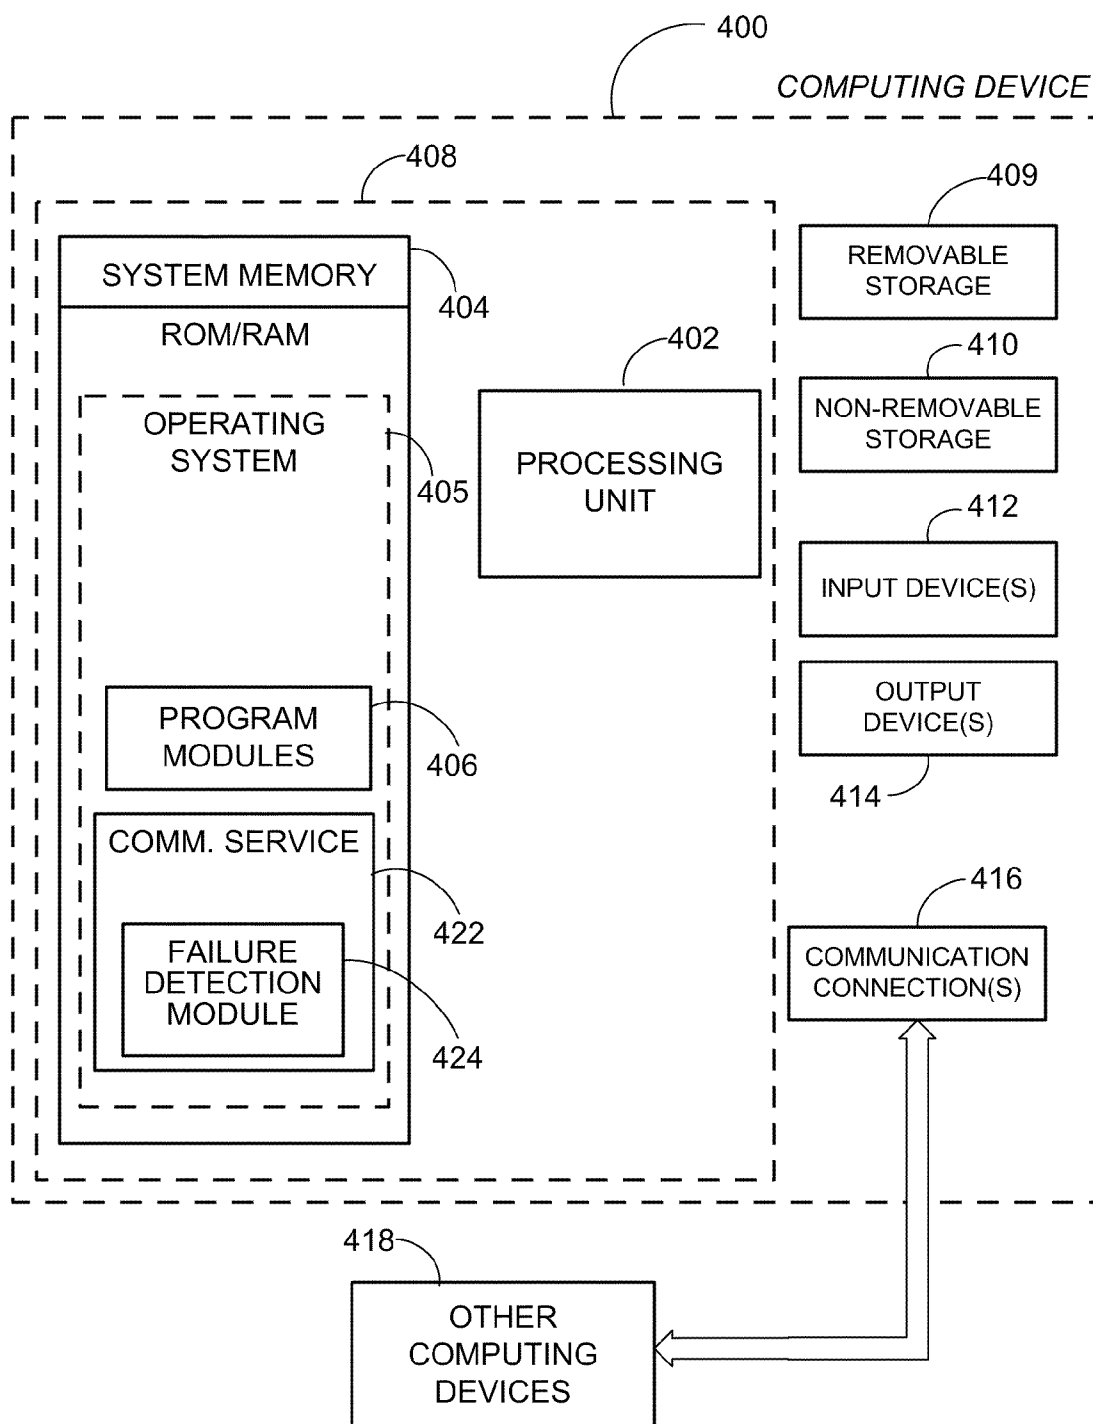 400
COMPUTING DEVICE
408
409
SYSTEM MEMORY
404
REMOVABLE
STORAGE
ROM/RAM
402
410
OPERATING
SYSTEM
405
PROCESSING
UNIT
NON-REMOVABLE
STORAGE
412
INPUT DEVICE(S)
PROGRAM
MODULES
406
OUTPUT
DEVICE(S)
414
COMM. SERVICE
422
416
FAILURE
DETECTION
MODULE
424
COMMUNICATION
CONNECTION(S)
418
OTHER
COMPUTING
DEVICES